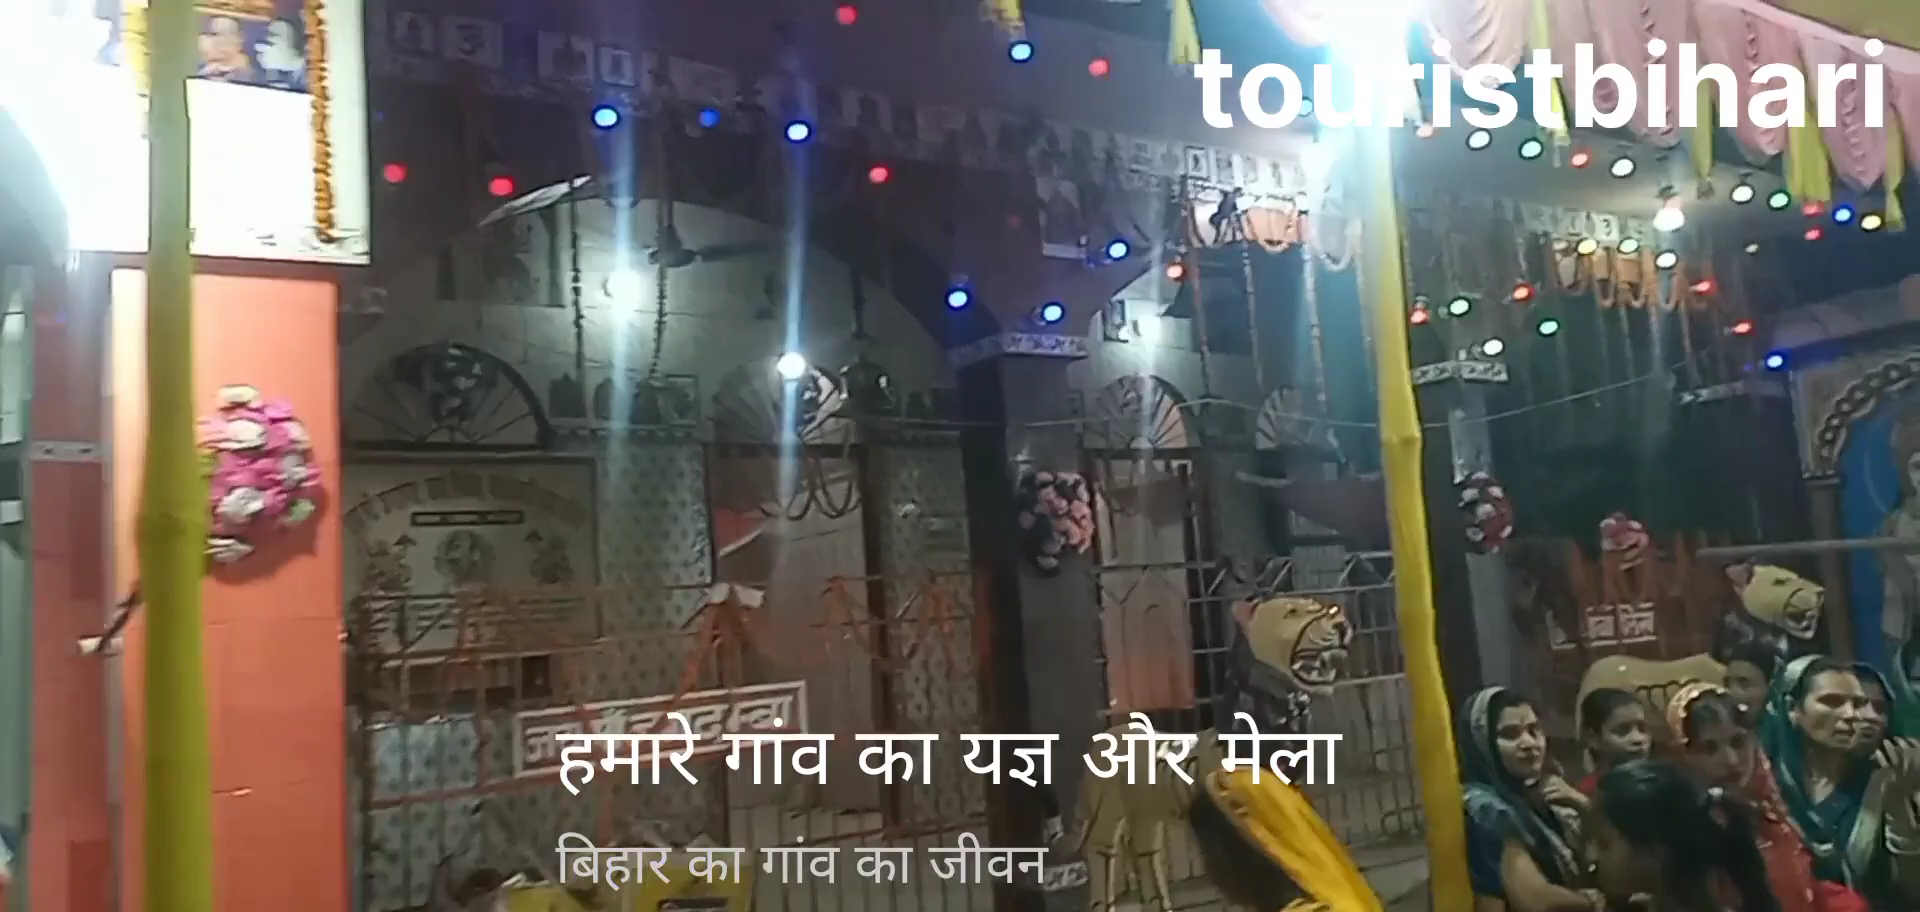 touristbihari
हमारे गांव का यज्ञ और मेला
बिहार का गांव का जीवन